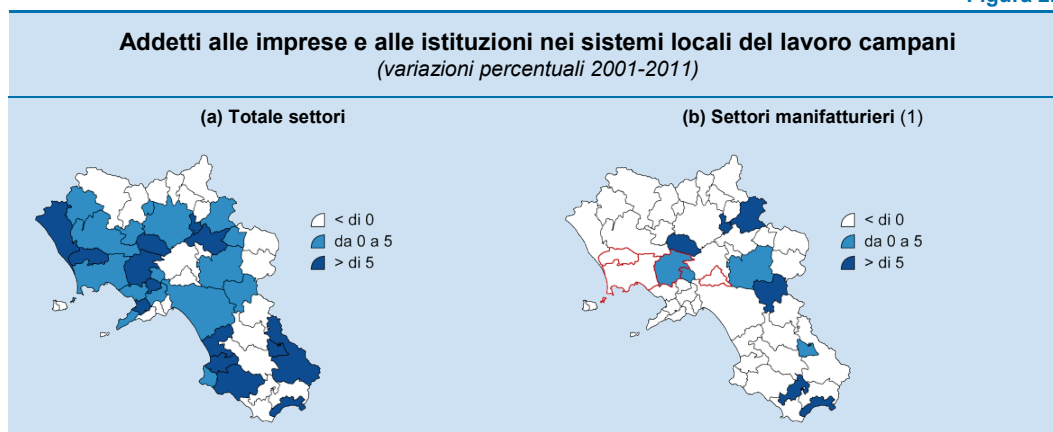 Figura 2.
Addetti alle imprese e alle istituzioni nei sistemi locali del lavoro campani
(variazioni percentuali 2001-2011)
(a) Totale settori
(b) Settori manifatturieri (1)
< di 0
da 0 a 5
> di 5
< di 0
da 0 a 5
> di 5